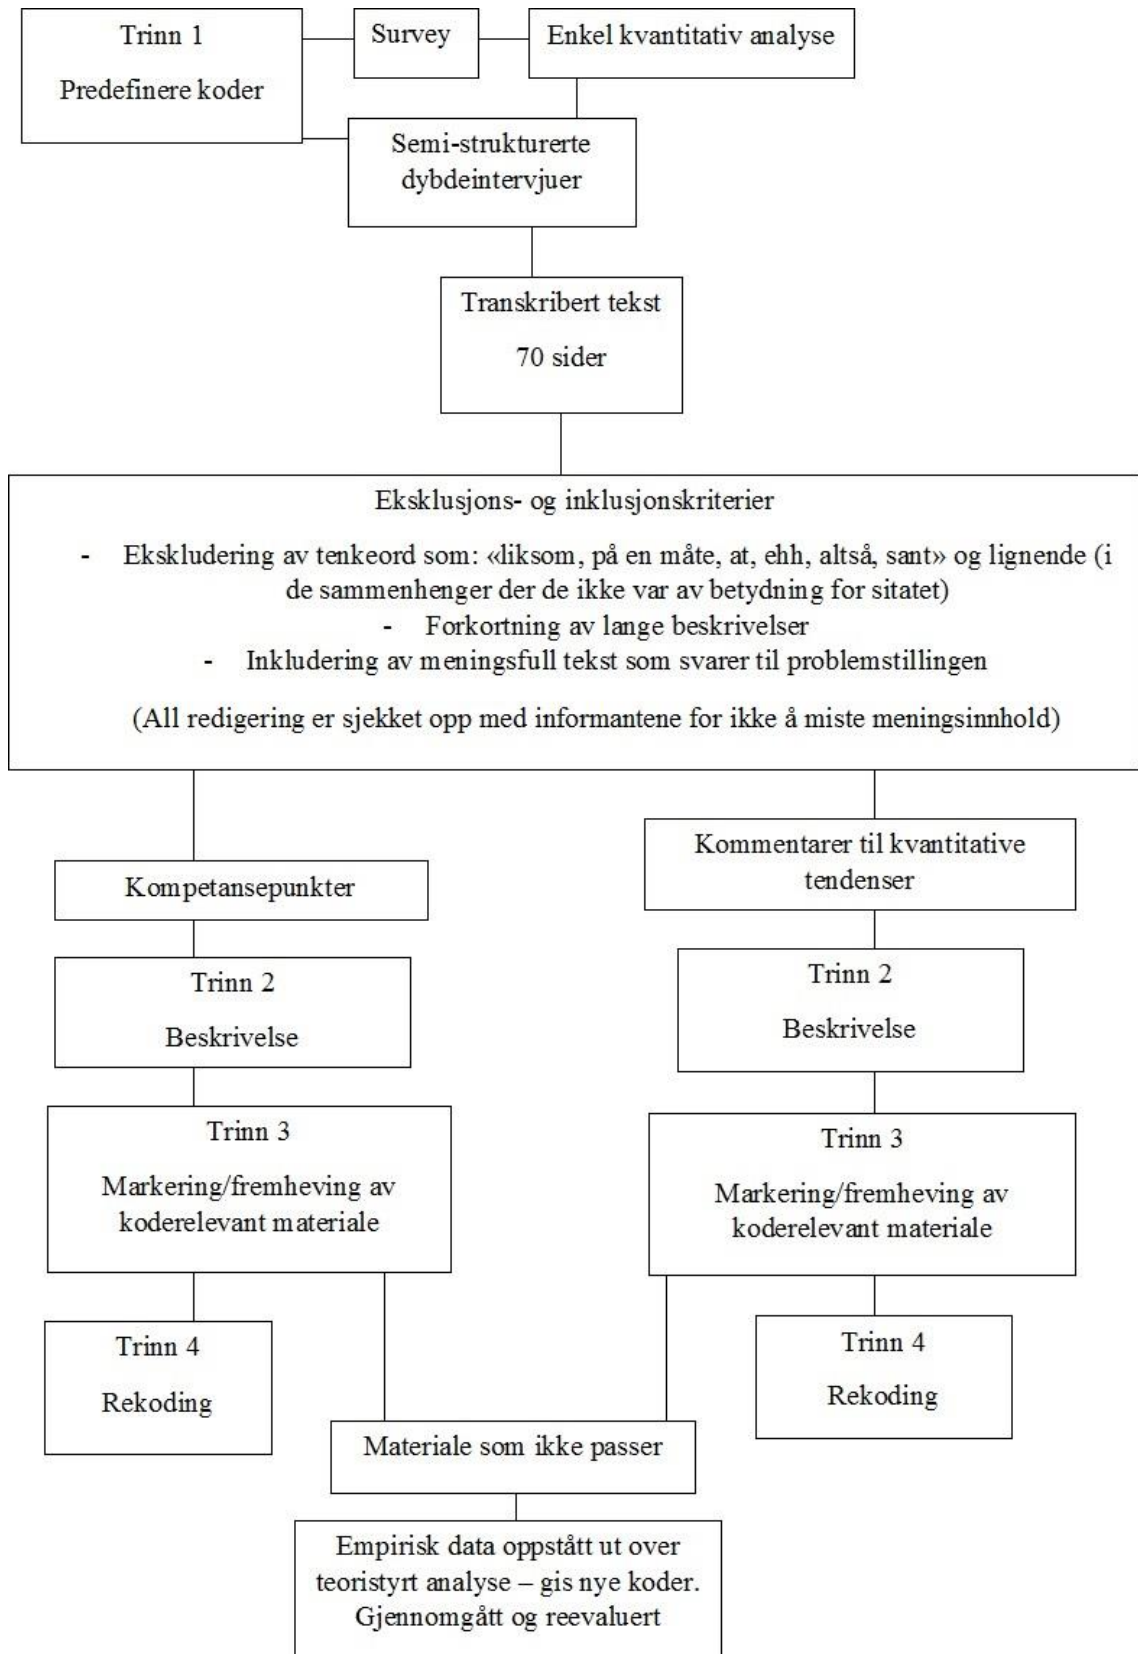 Trinn 1
Predefinere koder
Survey
Enkel kvantitativ analyse
Semi-strukturerte
dybdeintervjuer
Transkribert tekst
70 sider
Eksklusjons- og inklusjonskriterier
- Ekskludering av tenkeord som: «liksom, på en måte, at, ehh, altså, sant» og lignende (i
de sammenhenger der de ikke var av betydning for sitatet)
- Forkortning av lange beskrivelser
- Inkludering av meningsfull tekst som svarer til problemstillingen
(All redigering er sjekket opp med informantene for ikke å miste meningsinnhold)
Kompetansepunkter
Trinn 2
Beskrivelse
Trinn 3
Markering/fremheving av
koderelevant materiale
Trinn 4
Rekoding
Kommentarer til kvantitative
tendenser
Trinn 2
Beskrivelse
Trinn 3
Markering/fremheving av
koderelevant materiale
Trinn 4
Rekoding
Materiale som ikke passer
Empirisk data oppstått ut over
teoristyrt analyse – gis nye koder.
Gjennomgått og reevaluert